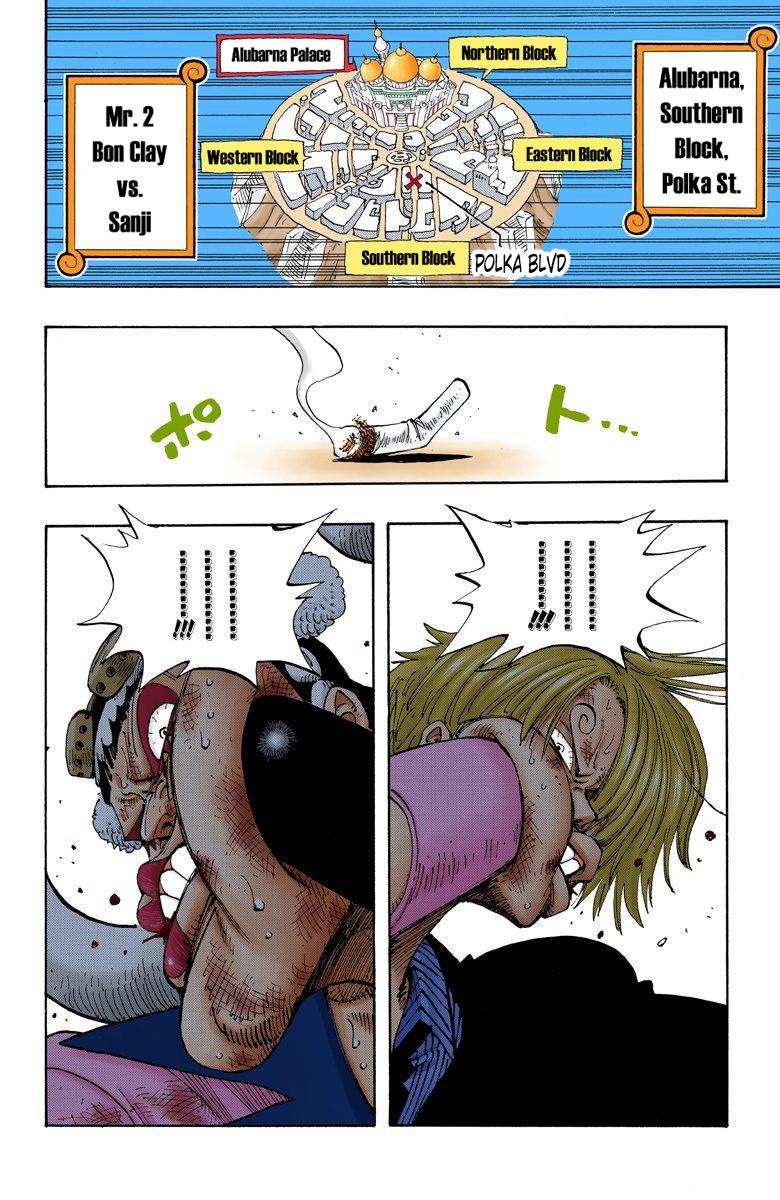 Alubarna Palace
Northern Block
Alubarna,
Southern
Block,
Polka St.
Mr. 2
Bon Clay
vs.
Sanji
Western Block
Eastern Block
Southern Block
POLKA BLVD
ポ
ト...
!!!
!!!